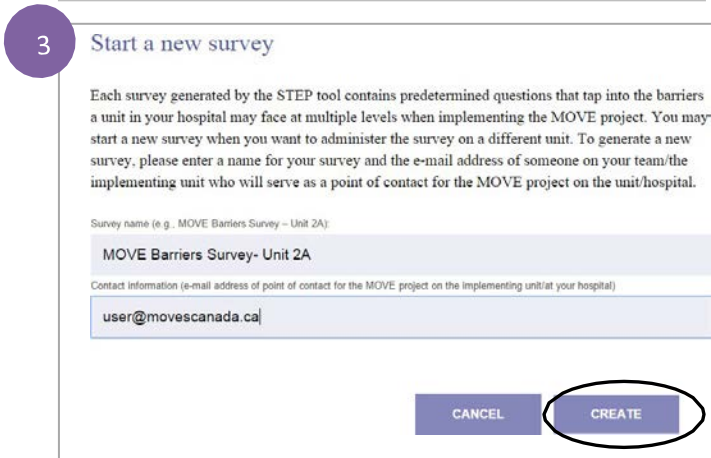 3
Start a new survey
Each survey generated by the STEP tool contains predetermined questions that tap into the barriers
a unit in your hospital may face at multiple levels when implementing the MOVE project. You may
start a new survey when you want to administer the survey on a different unit. To generate a new
survey, please enter a name for your survey and the e-mail address of someone on your team/the
implementing unit who will serve as a point of contact for the MOVE project on the unit/hospital.
Survey name (e.g., MOVE Barriers Survey – Unit 2A):
MOVE Barriers Survey- Unit 2A
Contact information (e-mail address of point of contact for the MOVE project on the implementing unit/at your hospital)
user@movescanada.ca
CANCEL CREATE